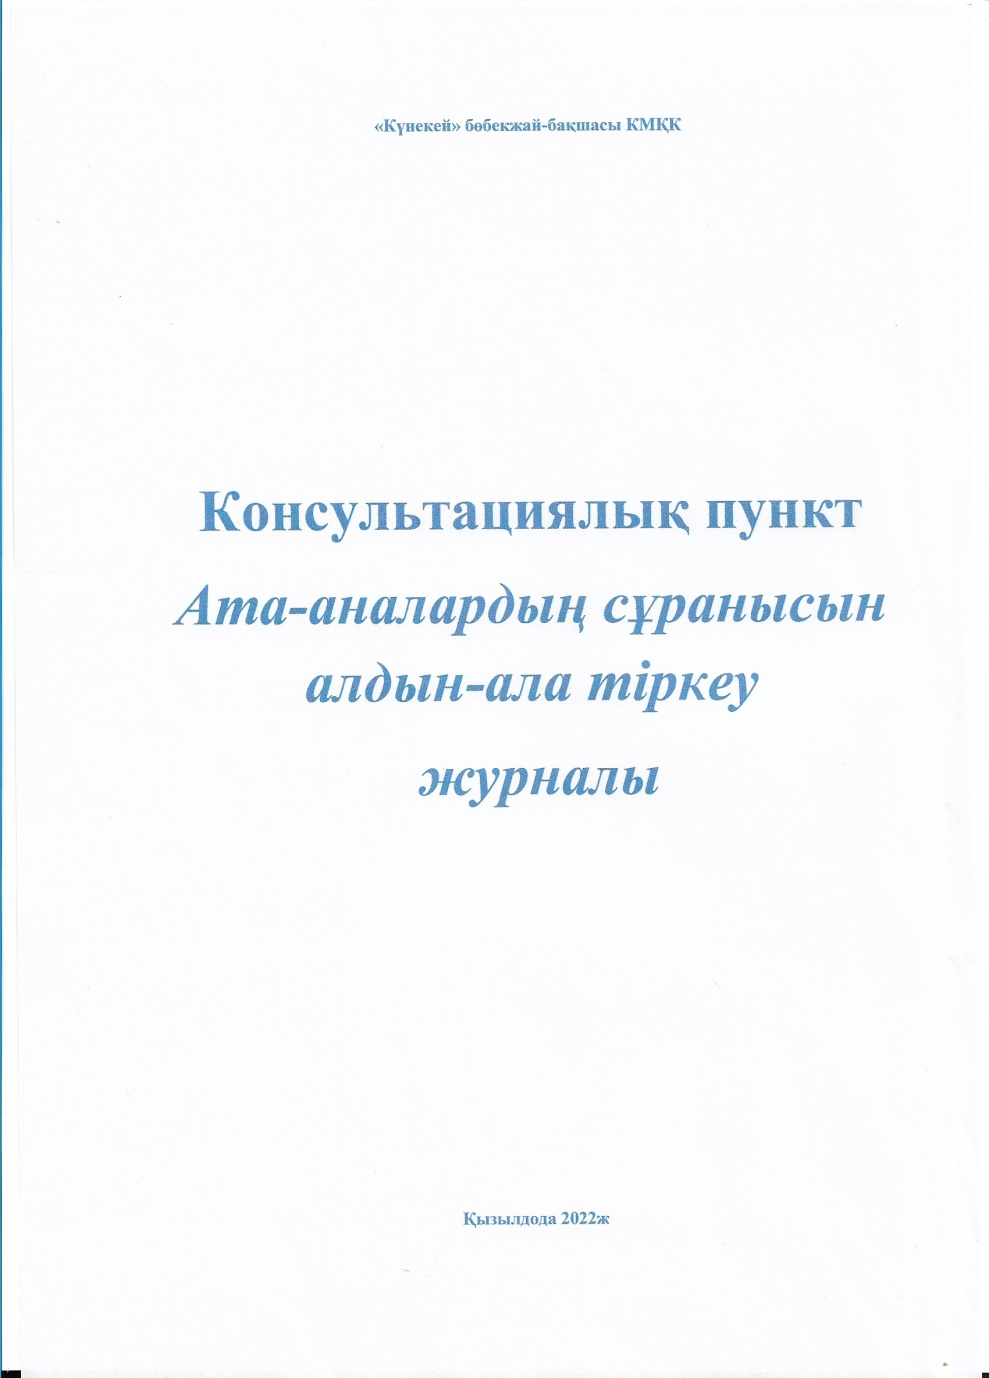 «Күнекей» бөбекжай-бақшасы КМҚК
Консультациялық пункт
Ата-аналардың сұранысын
алдын-ала тіркеу
журналы
Қызылдода 2022ж